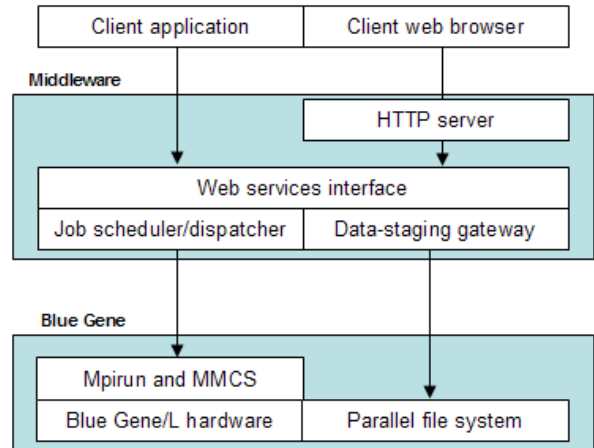 Client application
Client web browser
Middleware
HTTP server
Web services interface
Job scheduler/dispatcher
Data-staging gateway
Blue Gene
Mpirun and MMCS
Blue Gene/L hardware
Parallel file system